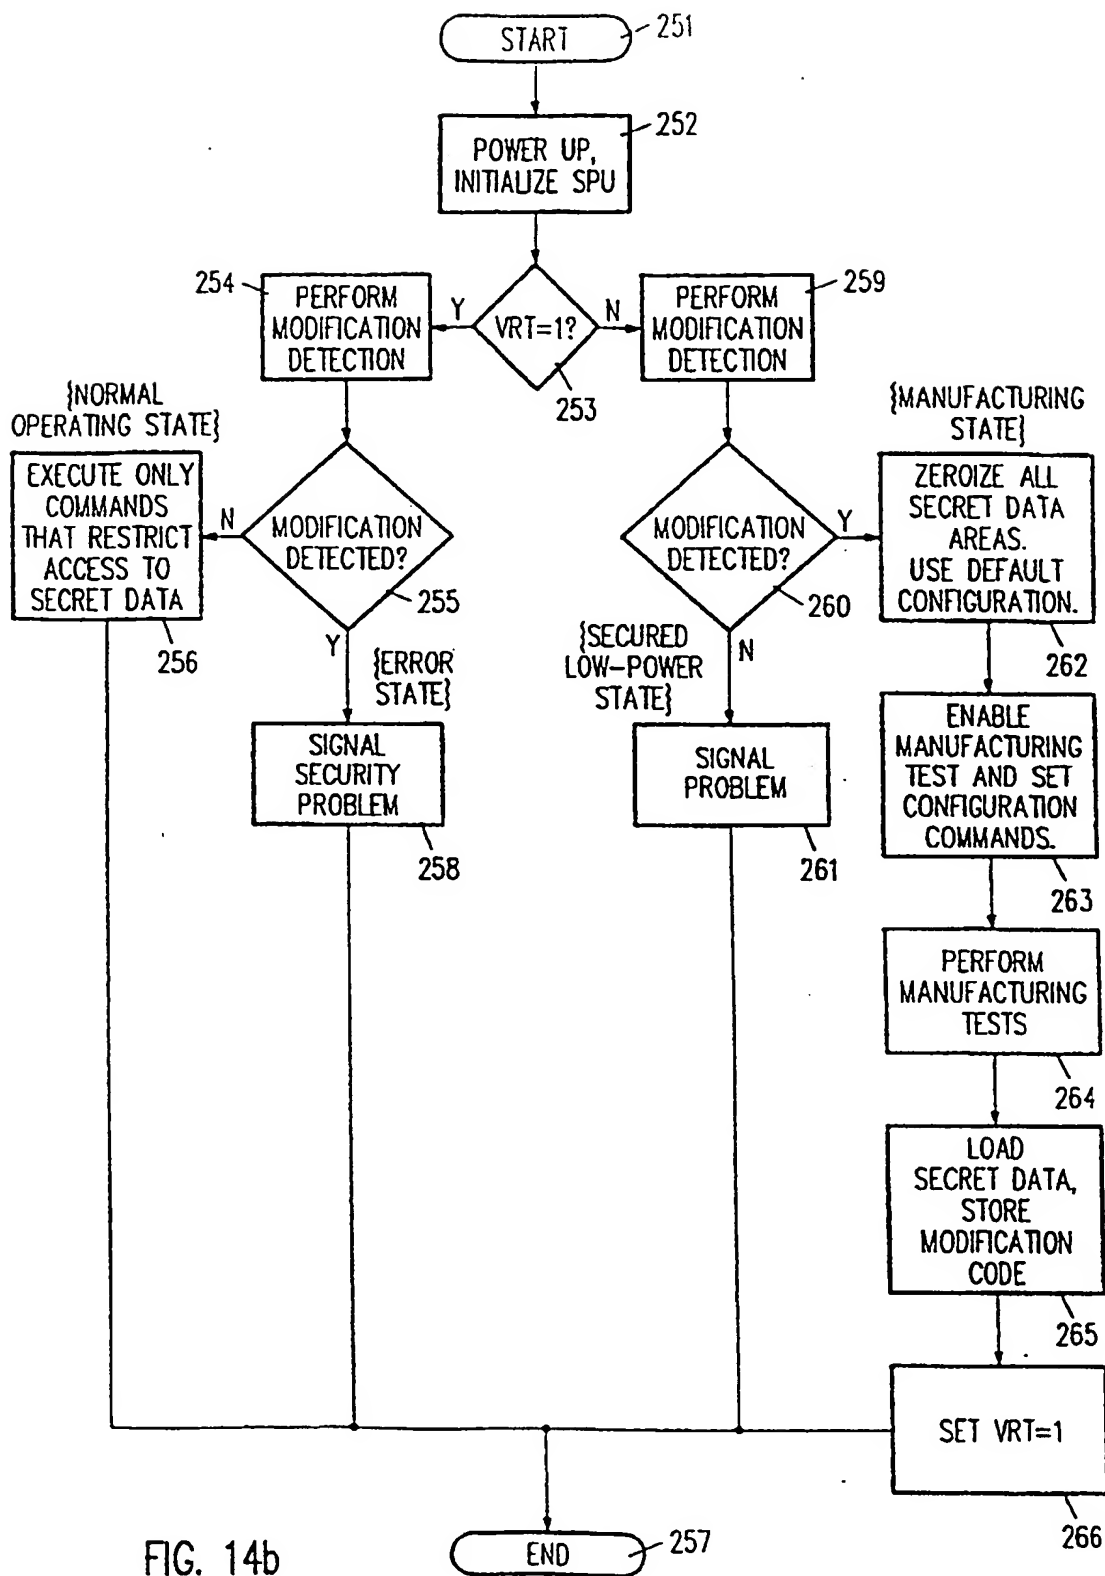 START
251
252
POWER UP,
INITIALIZE SPU
254
PERFORM
MODIFICATION
DETECTION
Y
VRT=1?
N
253
259
PERFORM
MODIFICATION
DETECTION
{NORMAL
OPERATING STATE}
EXECUTE ONLY
COMMANDS
THAT RESTRICT
ACCESS TO
SECRET DATA
256
N
MODIFICATION
DETECTED?
255
Y
{ERROR
STATE}
SIGNAL
SECURITY
PROBLEM
258
MODIFICATION
DETECTED?
260
Y
N
{SECURED
LOW-POWER
STATE}
SIGNAL
PROBLEM
261
{MANUFACTURING
STATE}
ZEROIZE ALL
SECRET DATA
AREAS.
USE DEFAULT
CONFIGURATION.
262
ENABLE
MANUFACTURING
TEST AND SET
CONFIGURATION
COMMANDS.
263
PERFORM
MANUFACTURING
TESTS
264
LOAD
SECRET DATA,
STORE
MODIFICATION
CODE
265
SET VRT=1
266
END
257
FIG. 14b